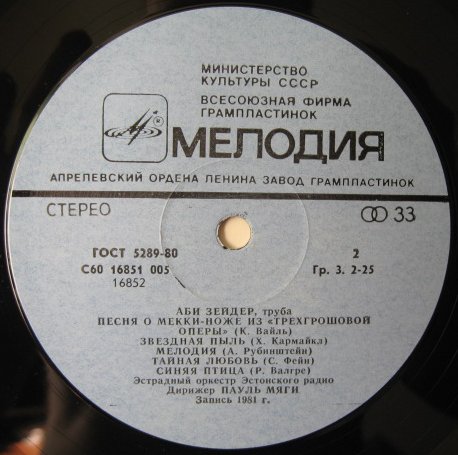 МИНИСТЕРСТВО
КУЛЬТУРЫ СССР
ВСЕСОЮЗНАЯ ФИРМА
ГРАМПЛАСТИНОК
МЕЛОДИЯ
АПРЕЛЕВСКИЙ ОРДЕНА ЛЕНИНА ЗАВОД ГРАМПЛАСТИНОК
СТЕРЕО 33
ГОСТ 5289-80 2
С60 16851 005 Гр. 3. 2-25
16852
АБИ ЗЕЙДЕР, труба
ПЕСНЯ О МЕККИ-НОЖЕ ИЗ «ТРЕХГРОШОВОЙ
ОПЕРЫ» (К. Вайль)
ЗВЕЗДНАЯ ПЫЛЬ (Х. Кармайкл)
МЕЛОДИЯ (А. Рубинштейн)
ТАЙНАЯ ЛЮБОВЬ (С. Фейн)
СИНЯЯ ПТИЦА (Р. Валгре)
Эстрадный оркестр Эстонского радио
Дирижер ПАУЛЬ МЯГИ
Запись 1981 г.